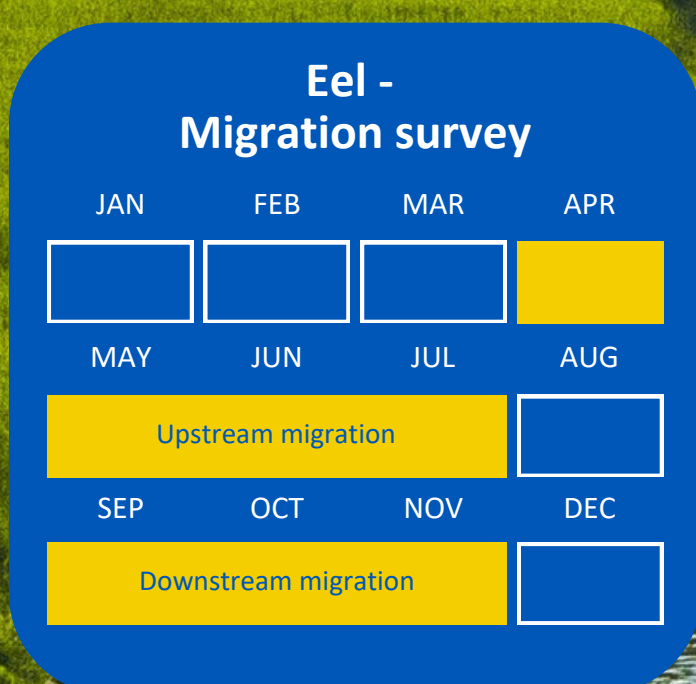 Eel -
Migration survey
JAN FEB MAR APR
MAY JUN JUL AUG
Upstream migration
SEP OCT NOV DEC
Downstream migration